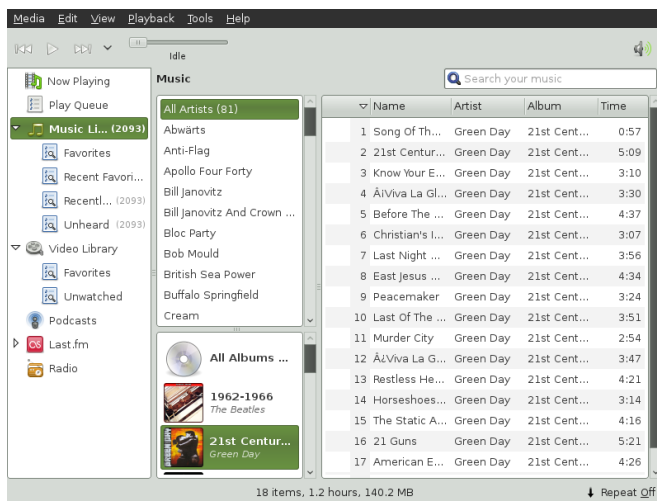 Media Edit View Playback Tools Help
Idle
Now Playing
Play Queue
Music Li... (2093)
Favorites
Recent Favori...
Recentl... (2093)
Unheard (2093)
Video Library
Favorites
Unwatched
Podcasts
Last.fm
Radio
Music
Search your music
All Artists (81)
Abwärts
Anti-Flag
Apollo Four Forty
Bill Janovitz
Bill Janovitz And Crown ...
Bloc Party
Bob Mould
British Sea Power
Buffalo Springfield
Cream
All Albums ...
1962-1966
The Beatles
21st Centur...
Green Day
Name Artist Album Time
1 Song Of Th... Green Day 21st Cent... 0:57
2 21st Centur... Green Day 21st Cent... 5:09
3 Know Your E... Green Day 21st Cent... 3:10
4 Â¡Viva La Gl... Green Day 21st Cent... 3:30
5 Before The ... Green Day 21st Cent... 4:37
6 Christian's I... Green Day 21st Cent... 3:07
7 Last Night ... Green Day 21st Cent... 3:56
8 East Jesus ... Green Day 21st Cent... 4:34
9 Peacemaker Green Day 21st Cent... 3:24
10 Last Of The ... Green Day 21st Cent... 3:51
11 Murder City Green Day 21st Cent... 2:54
12 Â¿Viva La G... Green Day 21st Cent... 3:47
13 Restless He... Green Day 21st Cent... 4:21
14 Horseshoes... Green Day 21st Cent... 3:14
15 The Static A... Green Day 21st Cent... 4:16
16 21 Guns Green Day 21st Cent... 5:21
17 American E... Green Day 21st Cent... 4:26
18 items, 1.2 hours, 140.2 MB
Repeat Off